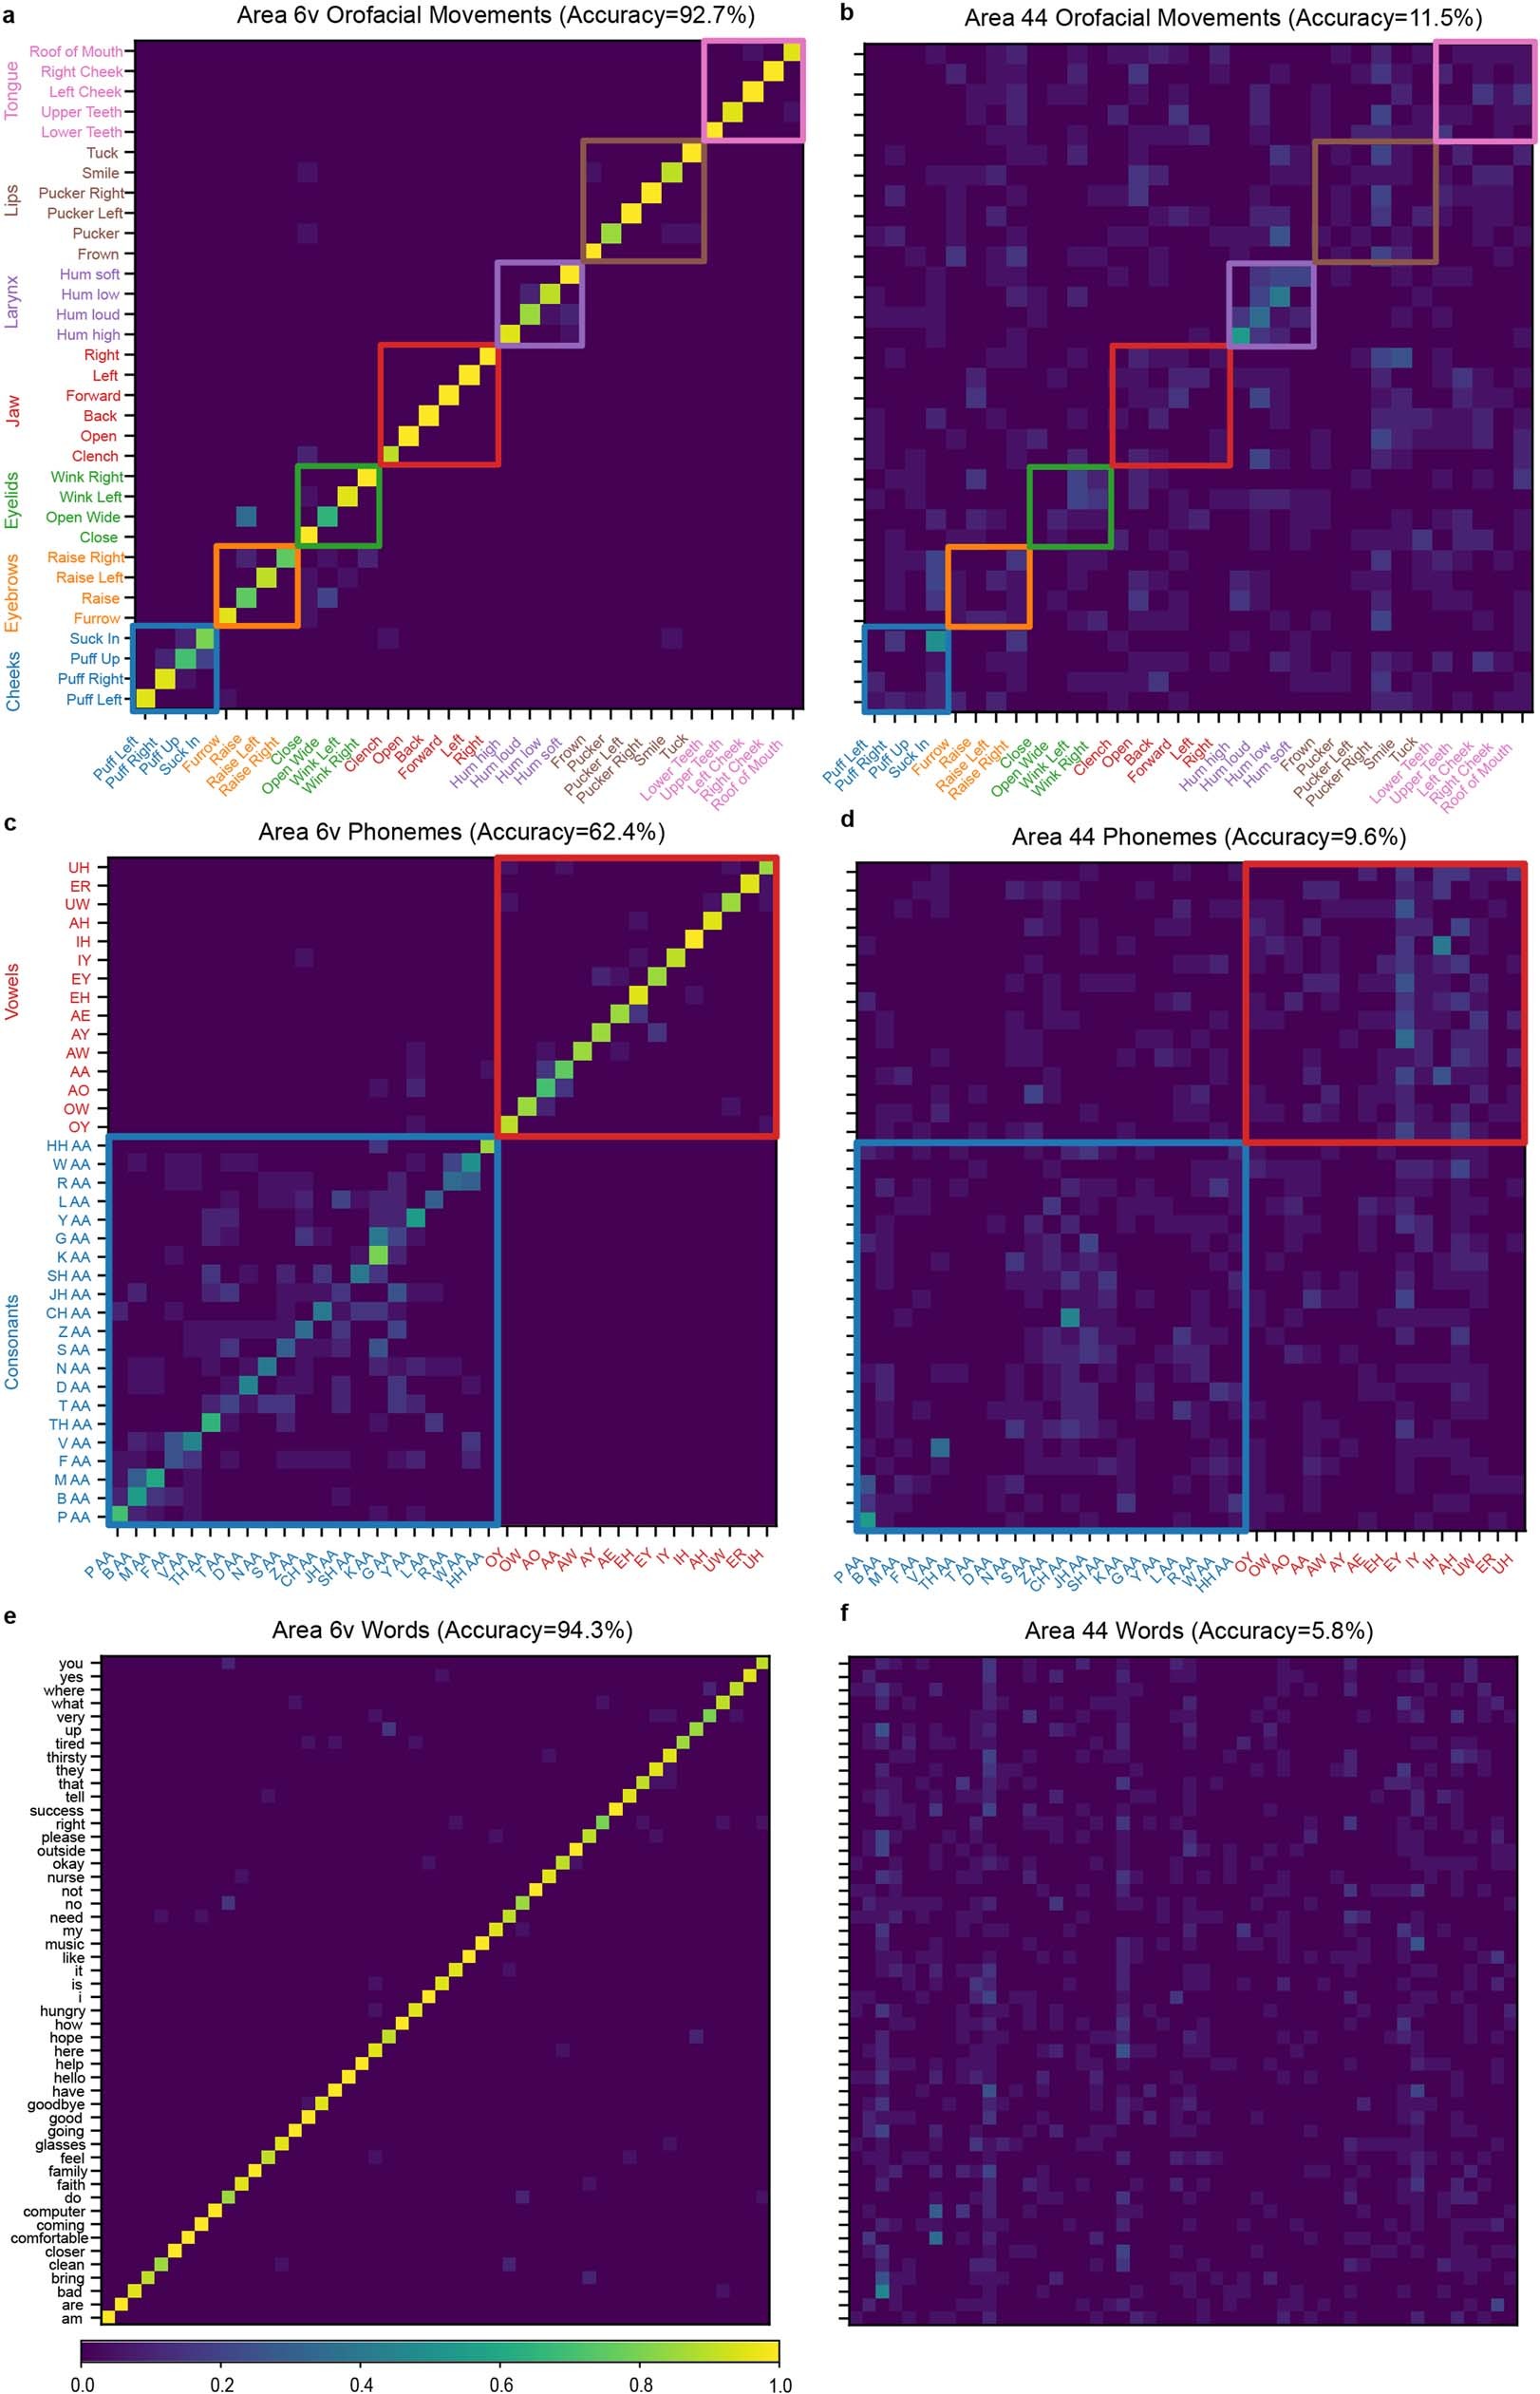 a
Area 6v Orofacial Movements (Accuracy=92.7%)
Tongue
Roof of Mouth
Right Cheek
Left Cheek
Upper Teeth
Lower Teeth
Lips
Tuck
Smile
Pucker Right
Pucker Left
Pucker
Frown
Larynx
Hum soft
Hum low
Hum loud
Hum high
Jaw
Right
Left
Forward
Back
Open
Clench
Eyelids
Wink Right
Wink Left
Open Wide
Close
Eyebrows
Raise Right
Raise Left
Raise
Furrow
Cheeks
Suck In
Puff Up
Puff Right
Puff Left
Puff Left
Puff Right
Puff Up
Suck In
Furrow
Raise
Raise Left
Raise Right
Close
Open Wide
Wink Left
Wink Right
Clench
Open
Back
Forward
Left
Right
Hum high
Hum loud
Hum low
Hum soft
Frown
Pucker
Pucker Left
Pucker Right
Smile
Tuck
Lower Teeth
Upper Teeth
Left Cheek
Right Cheek
Roof of Mouth
b
Area 44 Orofacial Movements (Accuracy=11.5%)
Puff Left
Puff Right
Puff Up
Suck In
Furrow
Raise
Raise Left
Raise Right
Close
Open Wide
Wink Left
Wink Right
Clench
Open
Back
Forward
Left
Right
Hum high
Hum loud
Hum low
Hum soft
Frown
Pucker
Pucker Left
Pucker Right
Smile
Tuck
Lower Teeth
Upper Teeth
Left Cheek
Right Cheek
Roof of Mouth
c
Area 6v Phonemes (Accuracy=62.4%)
Vowels
UH
ER
UW
AH
IH
IY
EY
EH
AE
AY
AW
AA
AO
OW
OY
Consonants
HH AA
W AA
R AA
L AA
Y AA
G AA
K AA
SH AA
JH AA
CH AA
Z AA
S AA
N AA
D AA
T AA
TH AA
V AA
F AA
M AA
B AA
P AA
P AA
B AA
M AA
F AA
V AA
TH AA
T AA
D AA
N AA
S AA
Z AA
CH AA
JH AA
SH AA
K AA
G AA
Y AA
L AA
R AA
W AA
HH AA
OY
OW
AO
AA
AW
AY
AE
EH
EY
IY
IH
AH
UW
ER
UH
d
Area 44 Phonemes (Accuracy=9.6%)
P AA
B AA
M AA
F AA
V AA
TH AA
T AA
D AA
N AA
S AA
Z AA
CH AA
JH AA
SH AA
K AA
G AA
Y AA
L AA
R AA
W AA
HH AA
OY
OW
AO
AA
AW
AY
AE
EH
EY
IY
IH
AH
UW
ER
UH
e
Area 6v Words (Accuracy=94.3%)
you
yes
where
what
very
up
tired
thirsty
they
that
tell
success
right
please
outside
okay
nurse
not
no
need
my
music
like
it
is
i
hungry
how
hope
here
help
hello
have
goodbye
good
going
glasses
feel
family
faith
do
computer
coming
comfortable
closer
clean
bring
bad
are
am
0.0 0.2 0.4 0.6 0.8 1.0
f
Area 44 Words (Accuracy=5.8%)